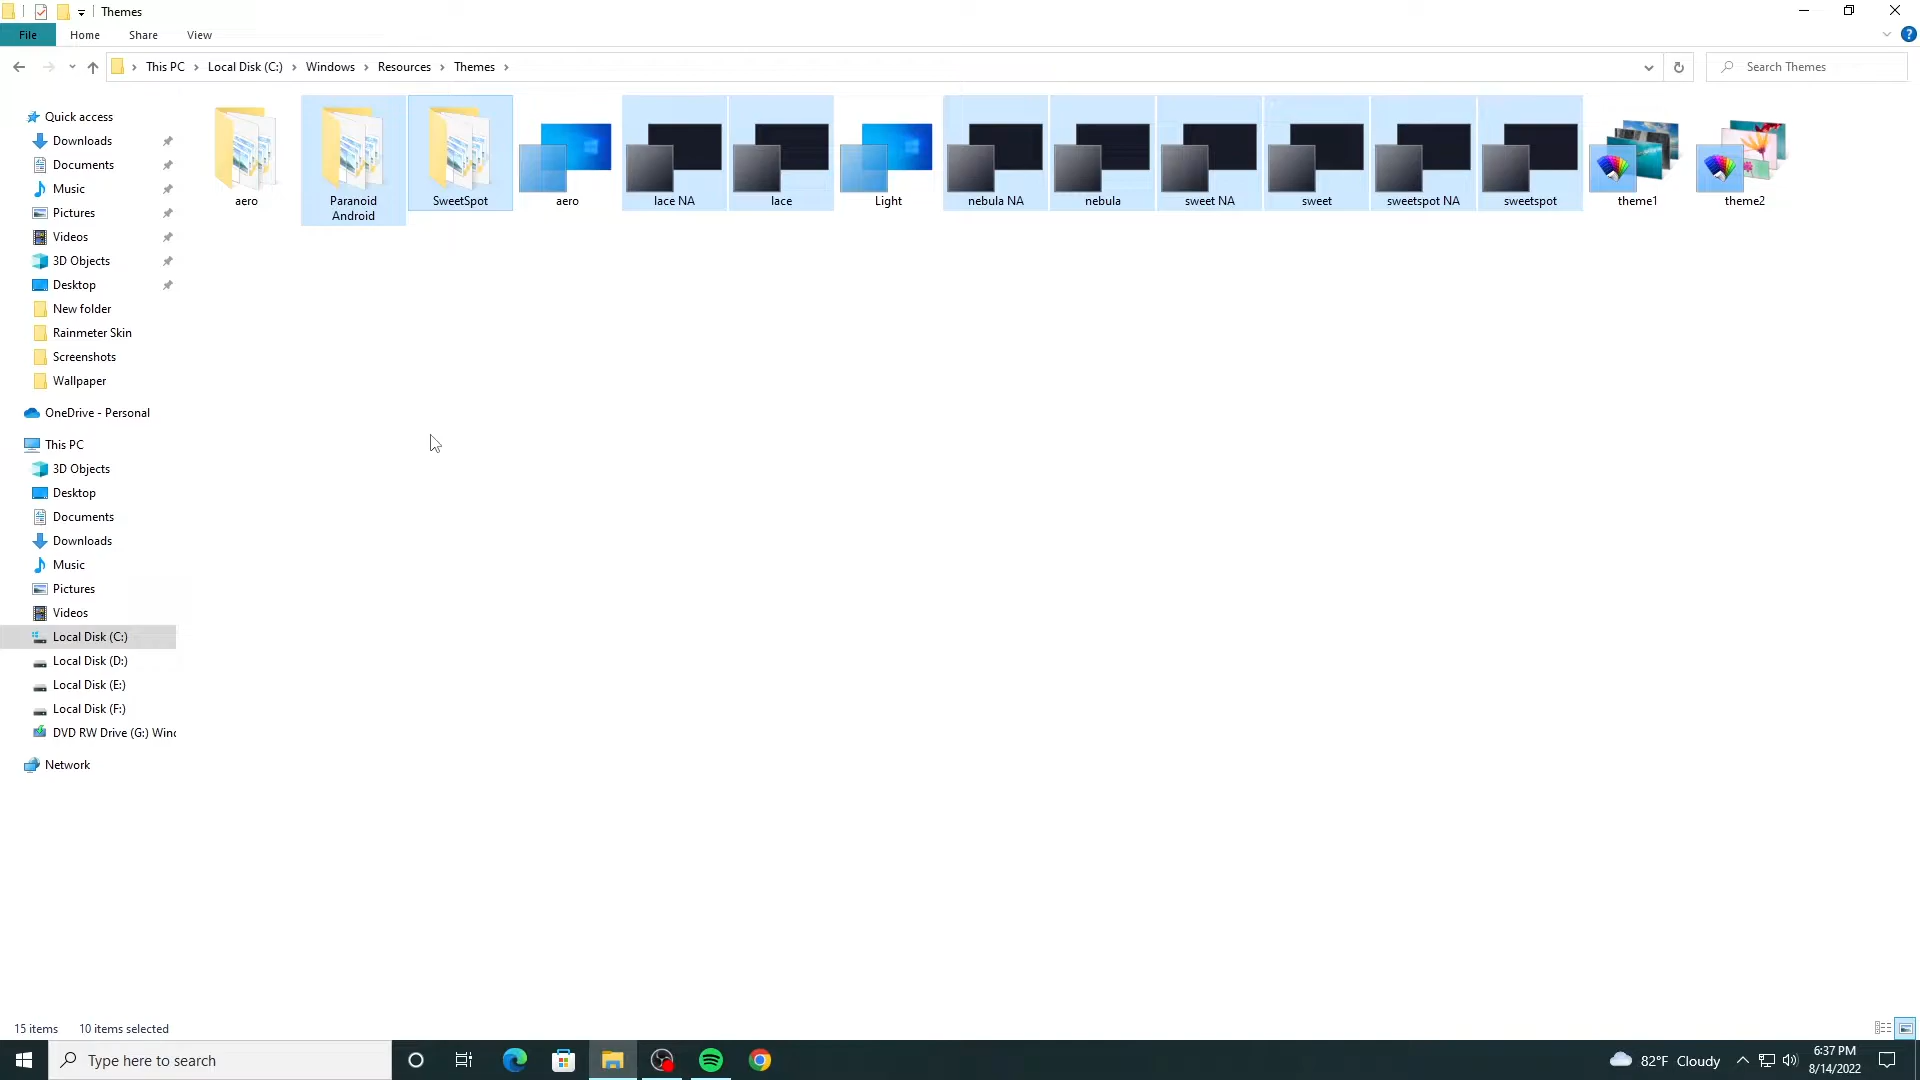 Themes
File Home Share View
This PC Local Disk (C:) Windows Resources Themes
Search Themes
Quick access
Downloads
Documents
Music
Pictures
Videos
3D Objects
Desktop
New folder
Rainmeter Skin
Screenshots
Wallpaper
OneDrive - Personal
This PC
3D Objects
Desktop
Documents
Downloads
Music
Pictures
Videos
Local Disk (C:)
Local Disk (D:)
Local Disk (E:)
Local Disk (F:)
DVD RW Drive (G:) Winc
Network
aero
Paranoid
Android
SweetSpot
aero
lace NA
lace
Light
nebula NA
nebula
sweet NA
sweet
sweetspot NA
sweetspot
theme1
theme2
15 items 10 items selected
Type here to search
82°F Cloudy
6:37 PM
8/14/2022